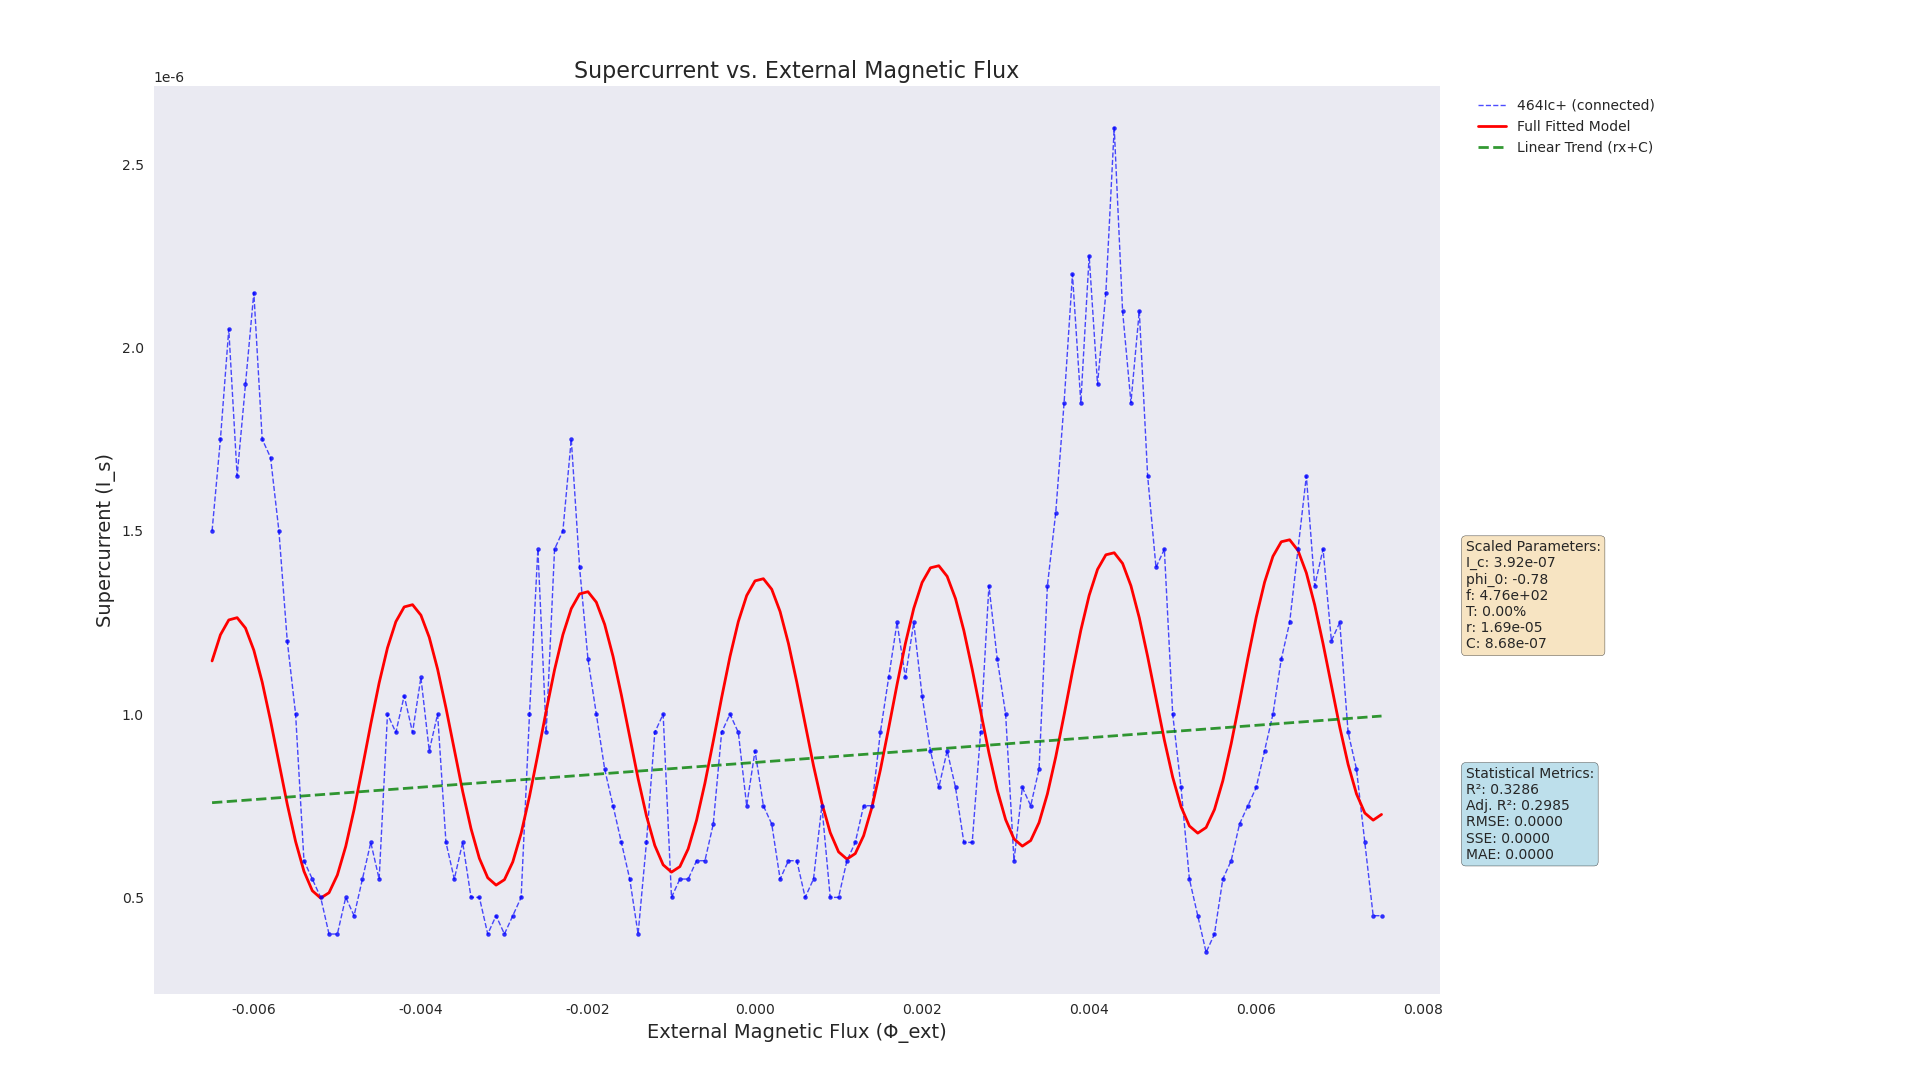 Supercurrent vs. External Magnetic Flux
1e-6
2.5
2.0
1.5
1.0
0.5
Supercurrent (I_s)
-0.006 -0.004 -0.002 0.000 0.002 0.004 0.006 0.008
External Magnetic Flux (Φ_ext)
464Ic+ (connected)
Full Fitted Model
Linear Trend (rx+C)
Scaled Parameters:
I_c: 3.92e-07
phi_0: -0.78
f: 4.76e+02
T: 0.00%
r: 1.69e-05
C: 8.68e-07
Statistical Metrics:
R²: 0.3286
Adj. R²: 0.2985
RMSE: 0.0000
SSE: 0.0000
MAE: 0.0000